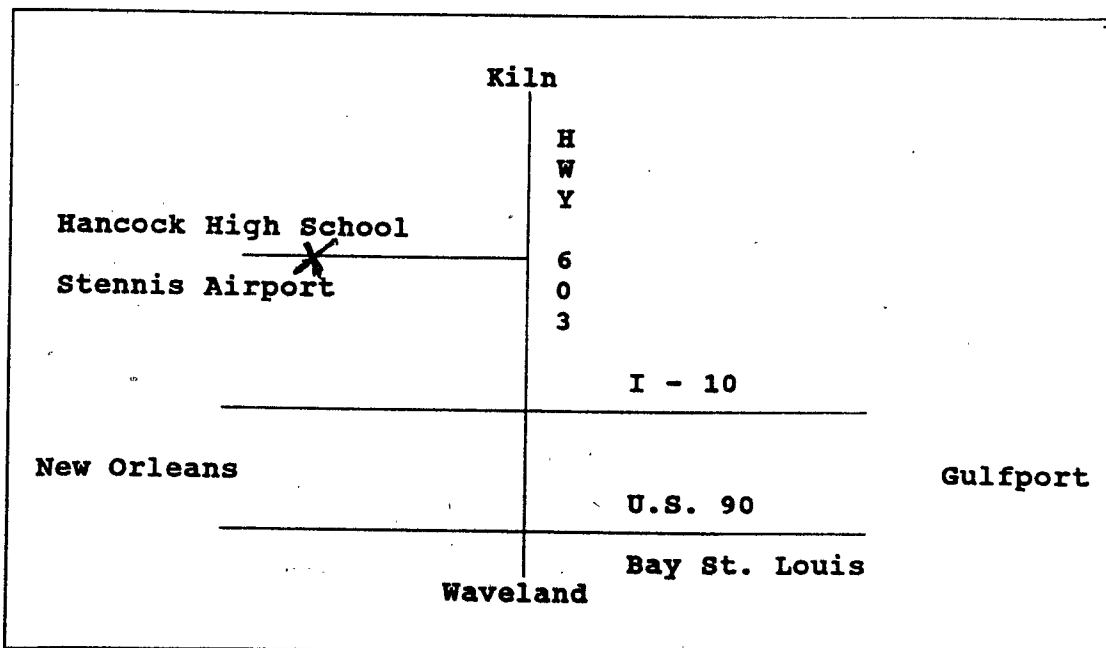 Kiln
H
W
Y
6
0
3
Hancock High School
Stennis Airport
I - 10
New Orleans
Gulfport
U.S. 90
Bay St. Louis
Waveland